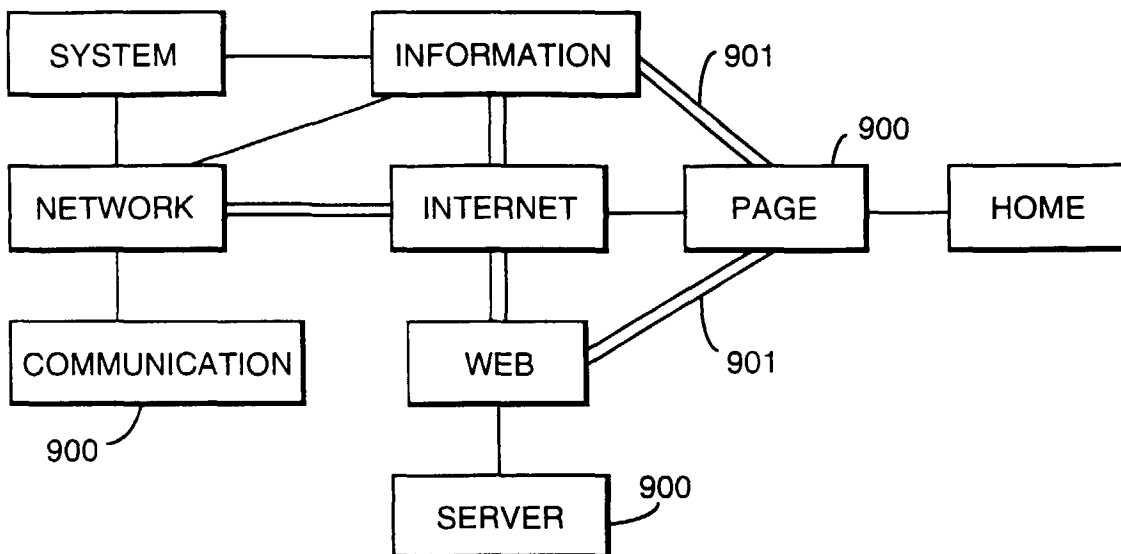 SYSTEM
INFORMATION
901
900
NETWORK
INTERNET
PAGE
HOME
COMMUNICATION
WEB
901
900
SERVER
900